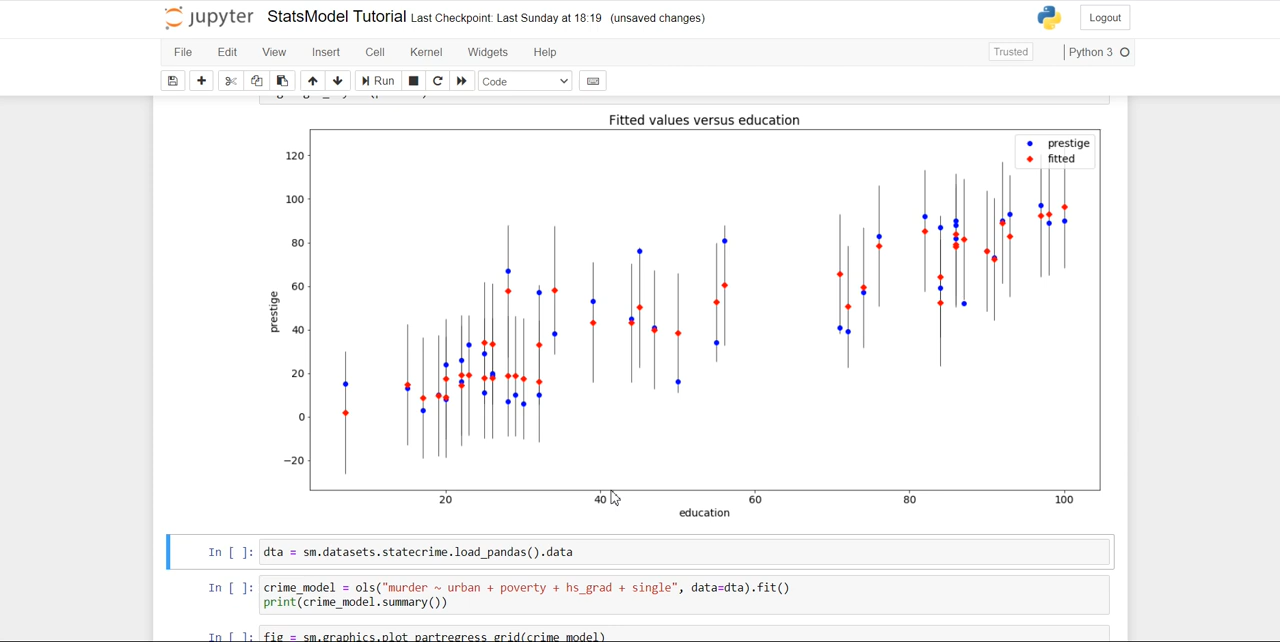 jupyter StatsModel Tutorial Last Checkpoint: Last Sunday at 18:19 (unsaved changes) Logout
File Edit View Insert Cell Kernel Widgets Help Trusted Python 3
Run Code
Fitted values versus education
prestige
fitted
120
100
80
60
40
20
0
−20
prestige
20 40 60 80 100
education
In [ ]: dta = sm.datasets.statecrime.load_pandas().data
In [ ]: crime_model = ols("murder ~ urban + poverty + hs_grad + single", data=dta).fit()
print(crime_model.summary())
In [ ]: fig = sm.graphics.plot_partregress_grid(crime_model)